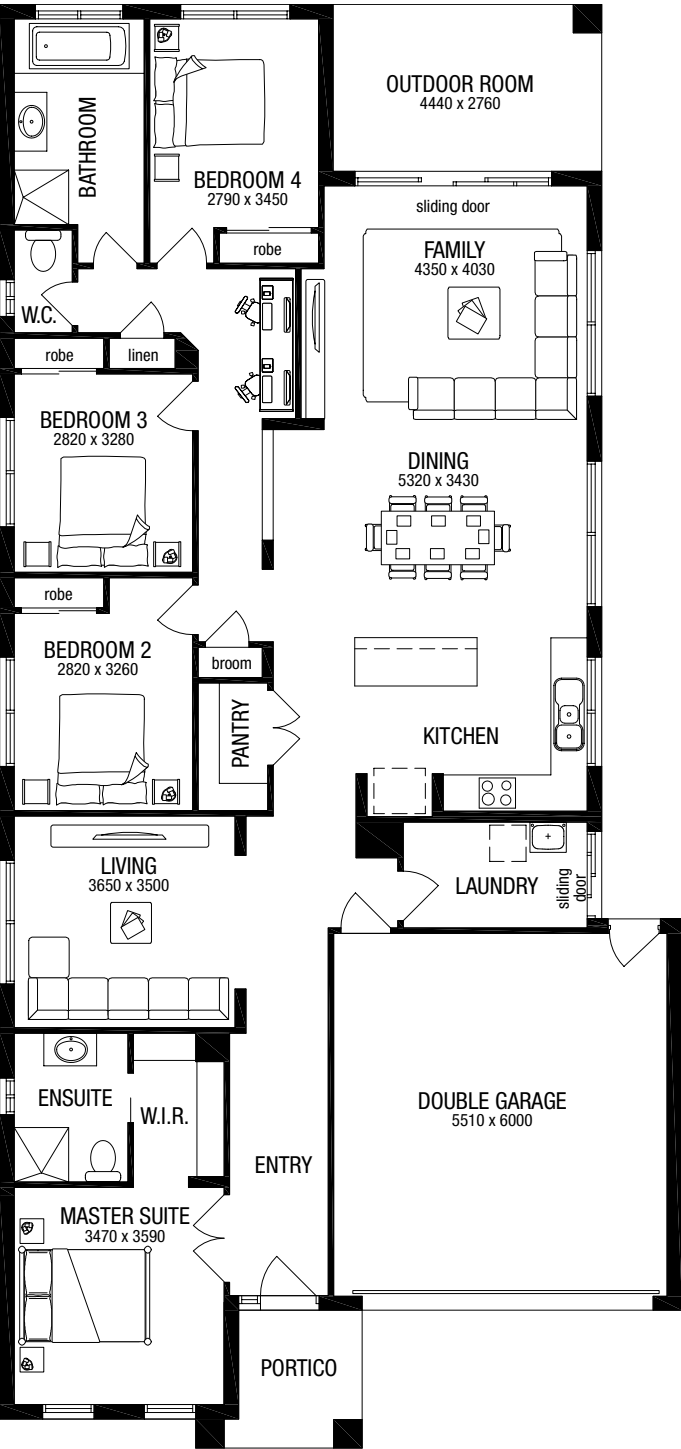 BATHROOM
BEDROOM 4
2790 x 3450
robe
OUTDOOR ROOM
4440 x 2760
sliding door
FAMILY
4350 x 4030
W.C.
robe
linen
BEDROOM 3
2820 x 3280
DINING
5320 x 3430
robe
BEDROOM 2
2820 x 3260
broom
PANTRY
KITCHEN
LIVING
3650 x 3500
LAUNDRY
sliding
door
ENSUITE
W.I.R.
ENTRY
DOUBLE GARAGE
5510 x 6000
MASTER SUITE
3470 x 3590
PORTICO